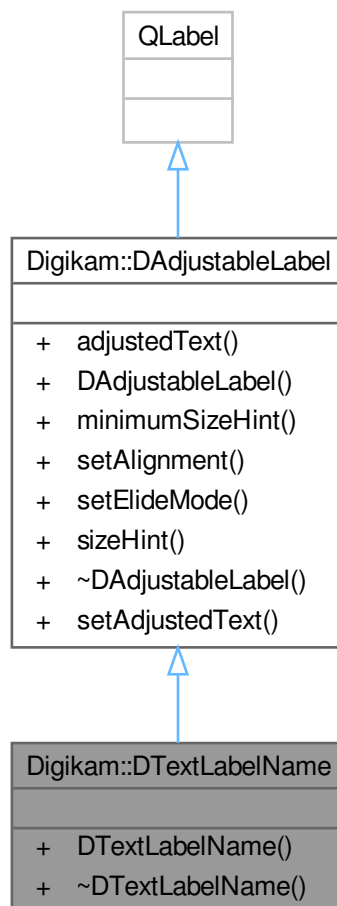 QLabel
Digikam::DAdjustableLabel
+ adjustedText()
+ DAdjustableLabel()
+ minimumSizeHint()
+ setAlignment()
+ setElideMode()
+ sizeHint()
+ ~DAdjustableLabel()
+ setAdjustedText()
Digikam::DTextLabelName
+ DTextLabelName()
+ ~DTextLabelName()